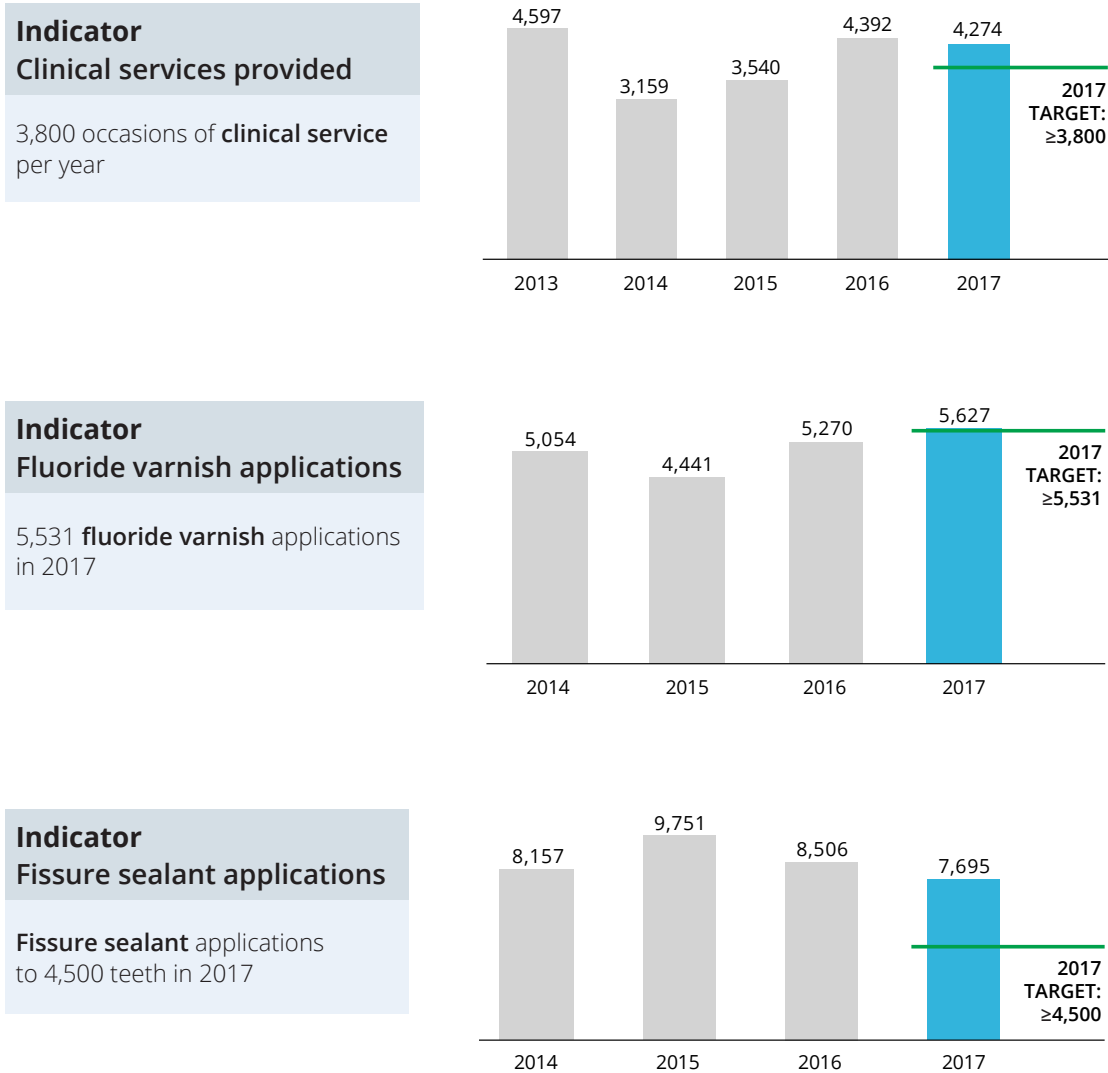 Indicator
Clinical services provided
3,800 occasions of clinical service
per year
4,597
3,159
3,540
4,392
4,274
2017
TARGET:
≥3,800
2013 2014 2015 2016 2017
Indicator
Fluoride varnish applications
5,531 fluoride varnish applications
in 2017
5,054
4,441
5,270
5,627
2017
TARGET:
≥5,531
2014 2015 2016 2017
Indicator
Fissure sealant applications
Fissure sealant applications
to 4,500 teeth in 2017
8,157
9,751
8,506
7,695
2017
TARGET:
≥4,500
2014 2015 2016 2017